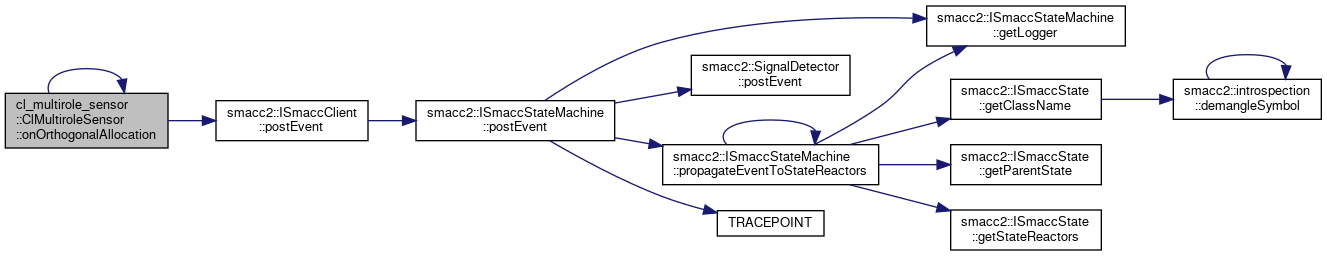 cl_multirole_sensor
::ClMultiroleSensor
::onOrthogonalAllocation
smacc2::ISmaccClient
::postEvent
smacc2::ISmaccStateMachine
::postEvent
smacc2::ISmaccStateMachine
::getLogger
smacc2::SignalDetector
::postEvent
smacc2::ISmaccStateMachine
::propagateEventToStateReactors
TRACEPOINT
smacc2::ISmaccState
::getClassName
smacc2::ISmaccState
::getParentState
smacc2::ISmaccState
::getStateReactors
smacc2::introspection
::demangleSymbol